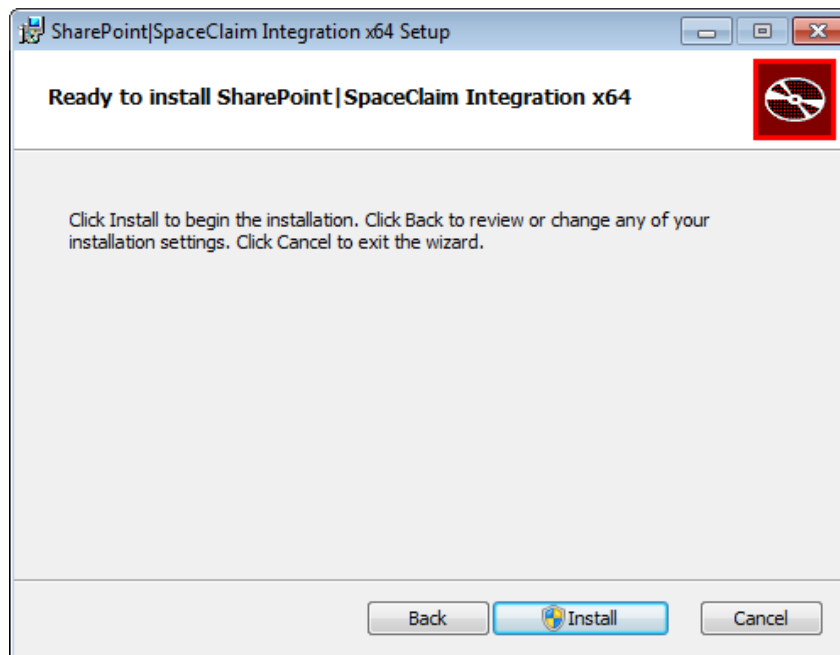 SharePoint|SpaceClaim Integration x64 Setup
Ready to install SharePoint|SpaceClaim Integration x64
Click Install to begin the installation. Click Back to review or change any of your
installation settings. Click Cancel to exit the wizard.
Back
Install
Cancel